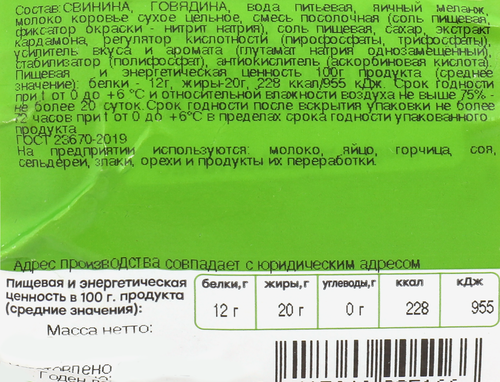 Состав:СВИНИНА, ГОВЯДИНА, вода питьевая, яичный меланж,
молоко коровье сухое цельное, смесь посолочная (соль пищевая,
фиксатор окраски - нитрит натрия), соль пищевая, сахар, экстракт
кардамона, регулятор кислотности (пирофосфаты, трифосфаты),
усилитель вкуса и аромата (глутамат натрия однозамещенный),
стабилизатор (полифосфат), антиокислитель (аскорбиновая кислота).
Пищевая и энергетическая ценность 100г продукта (среднее
значение): белки - 12г, жиры-20г, 228 ккал/955 кДж. Срок годности
при t от 0 до +6 °С и относительной влажности воздуха не выше 75% -
не более 20 суток.Срок годности после вскрытия упаковки не более
72 часов при t от 0 до +6°С в пределах срока годности упакованного
продукта
ГОСТ 23670-2019
На предприятии используются: молоко, яйцо, горчица, соя,
сельдерей, злаки, орехи и продукты их переработки.
Адрес производства совпадает с юридическим адресом
Пищевая и энергетическая
ценность в 100 г. продукта
(средние значения):
белки,г жиры,г углеводы,г ккал кДж
12 г 20 г 0 г 228 955
Масса нетто:
Годен